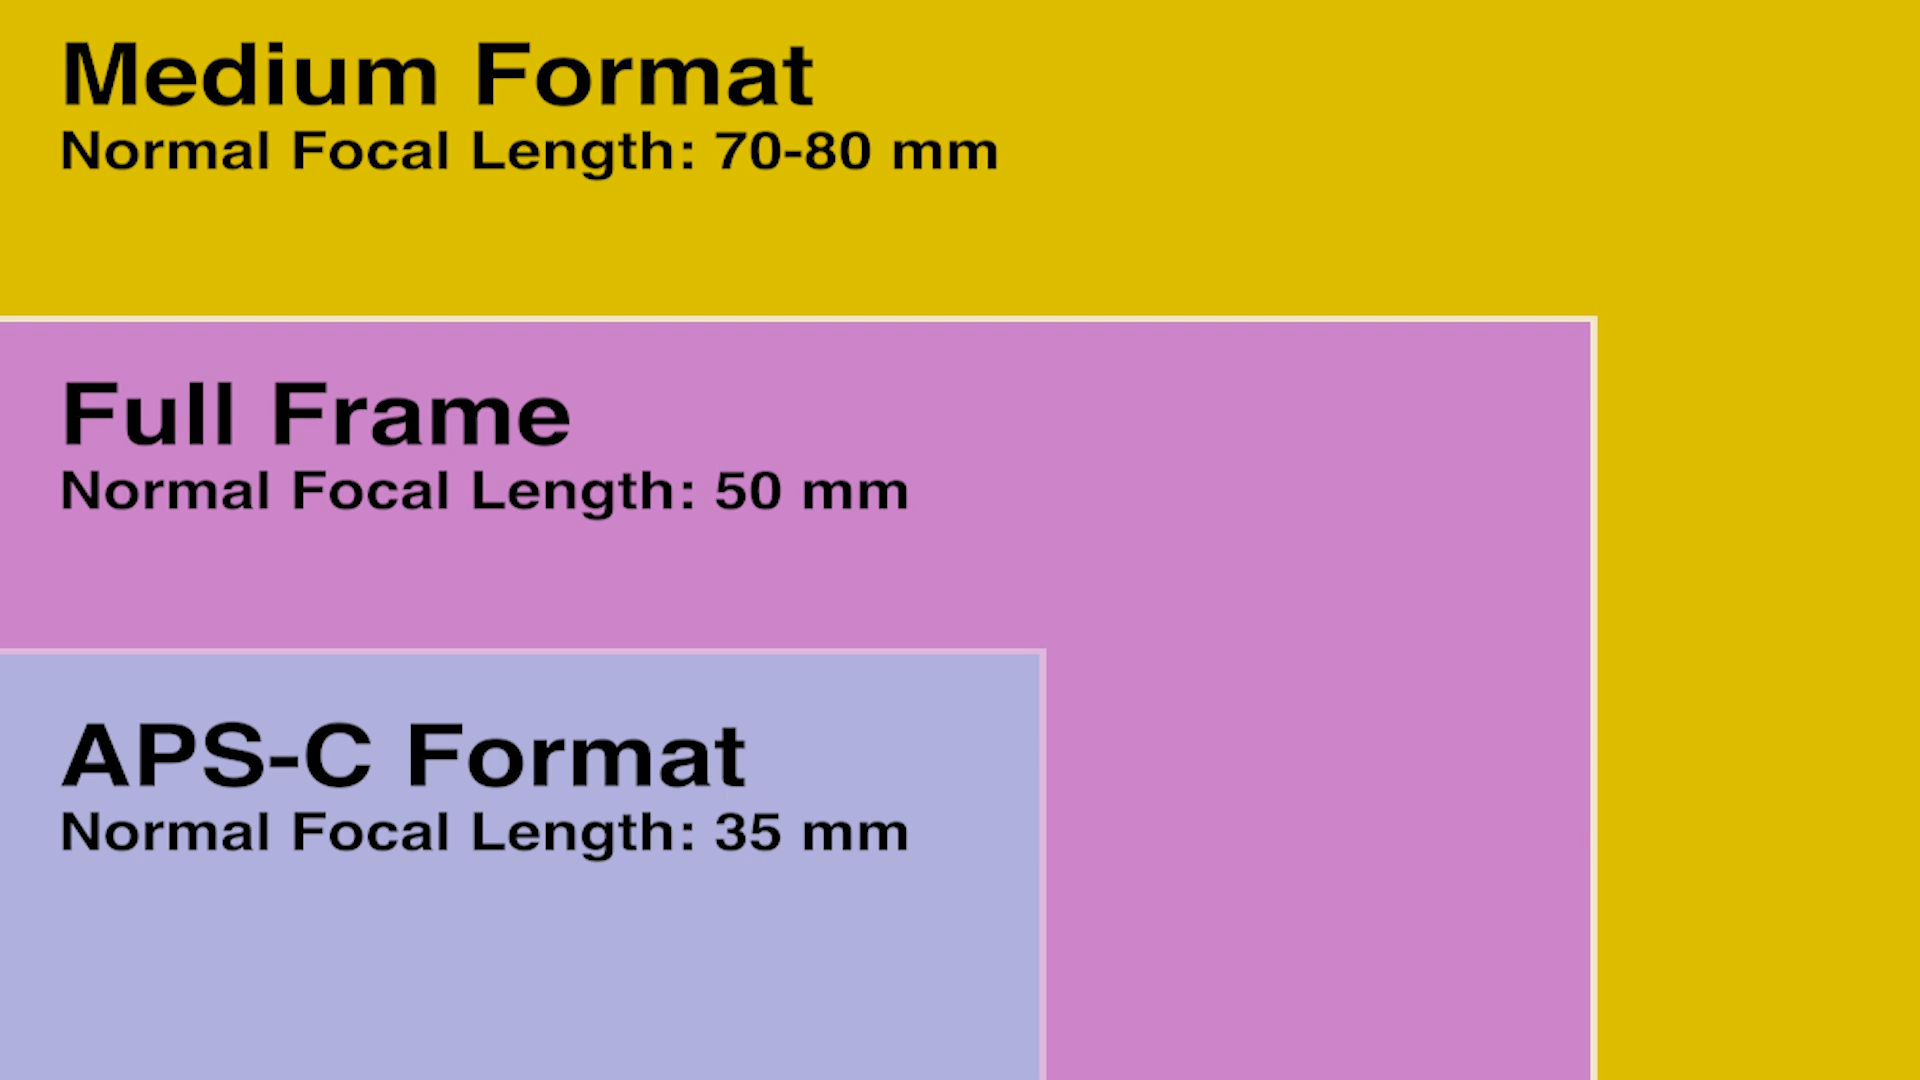 Medium Format
Normal Focal Length: 70-80 mm
Full Frame
Normal Focal Length: 50 mm
APS-C Format
Normal Focal Length: 35 mm